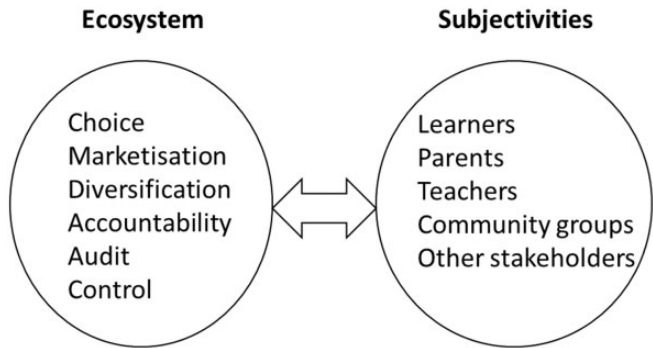 Ecosystem
Choice
Marketisation
Diversification
Accountability
Audit
Control
Subjectivities
Learners
Parents
Teachers
Community groups
Other stakeholders